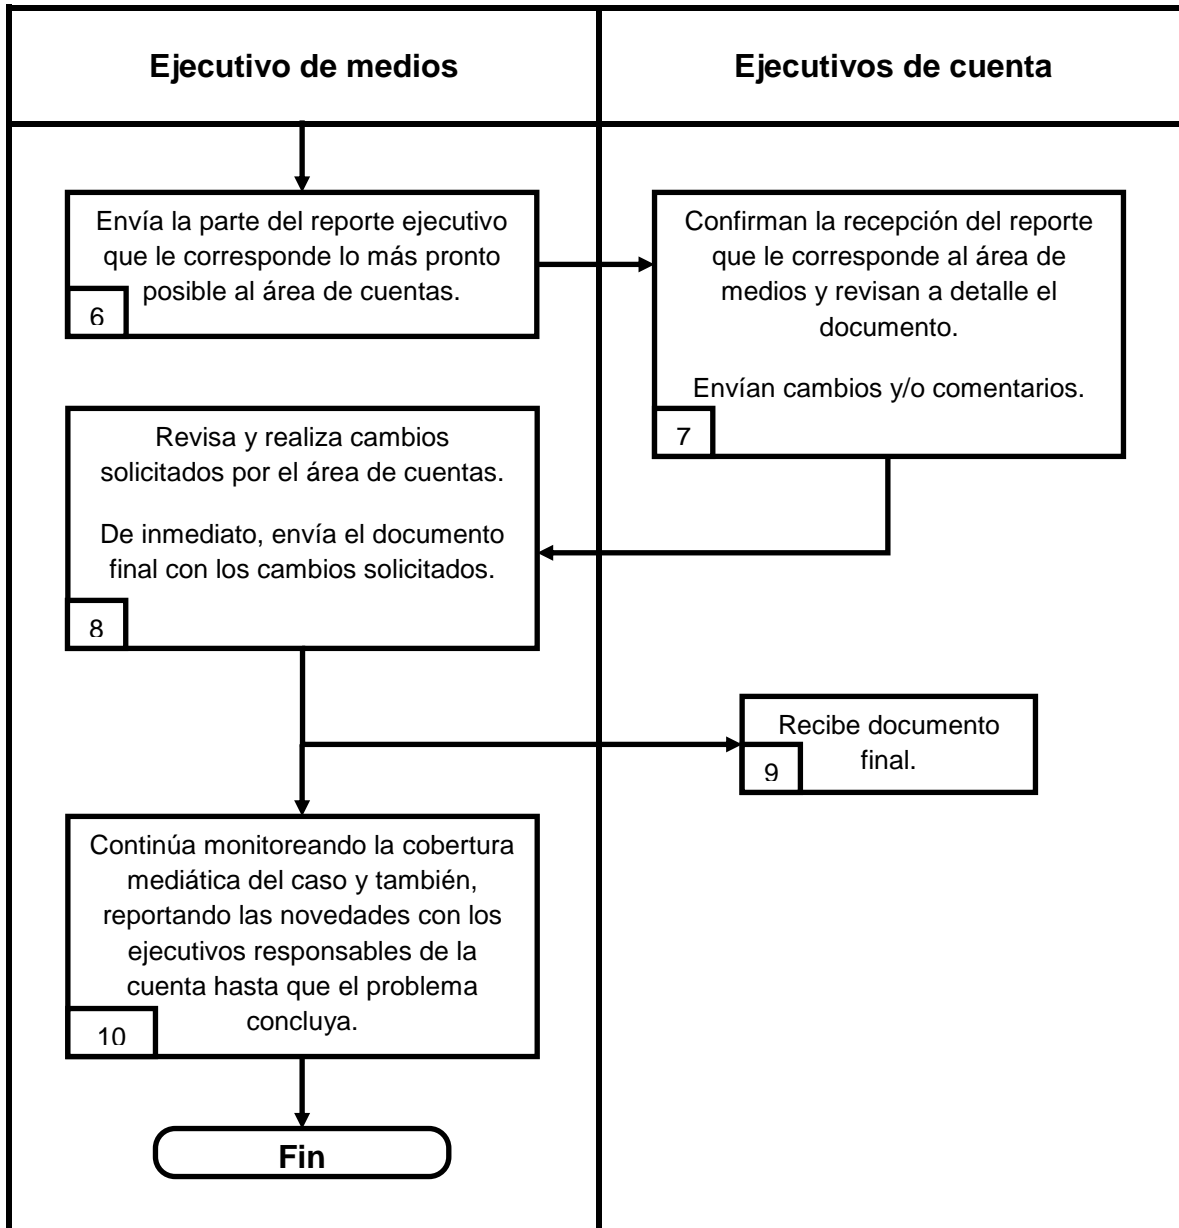 Ejecutivo de medios
Ejecutivos de cuenta
Envía la parte del reporte ejecutivo
que le corresponde lo más pronto
posible al área de cuentas.
6
Confirman la recepción del reporte
que le corresponde al área de
medios y revisan a detalle el
documento.
Envían cambios y/o comentarios.
7
Revisa y realiza cambios
solicitados por el área de cuentas.
De inmediato, envía el documento
final con los cambios solicitados.
8
Recibe documento
final.
9
Continúa monitoreando la cobertura
mediática del caso y también,
reportando las novedades con los
ejecutivos responsables de la
cuenta hasta que el problema
concluya.
10
Fin